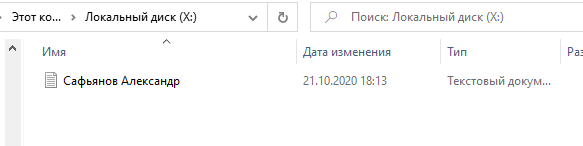 Этот ко... Локальный диск (X:) Поиск: Локальный диск (X:)
Имя Дата изменения Тип Раз
Сафьянов Александр 21.10.2020 18:13 Текстовый докум...